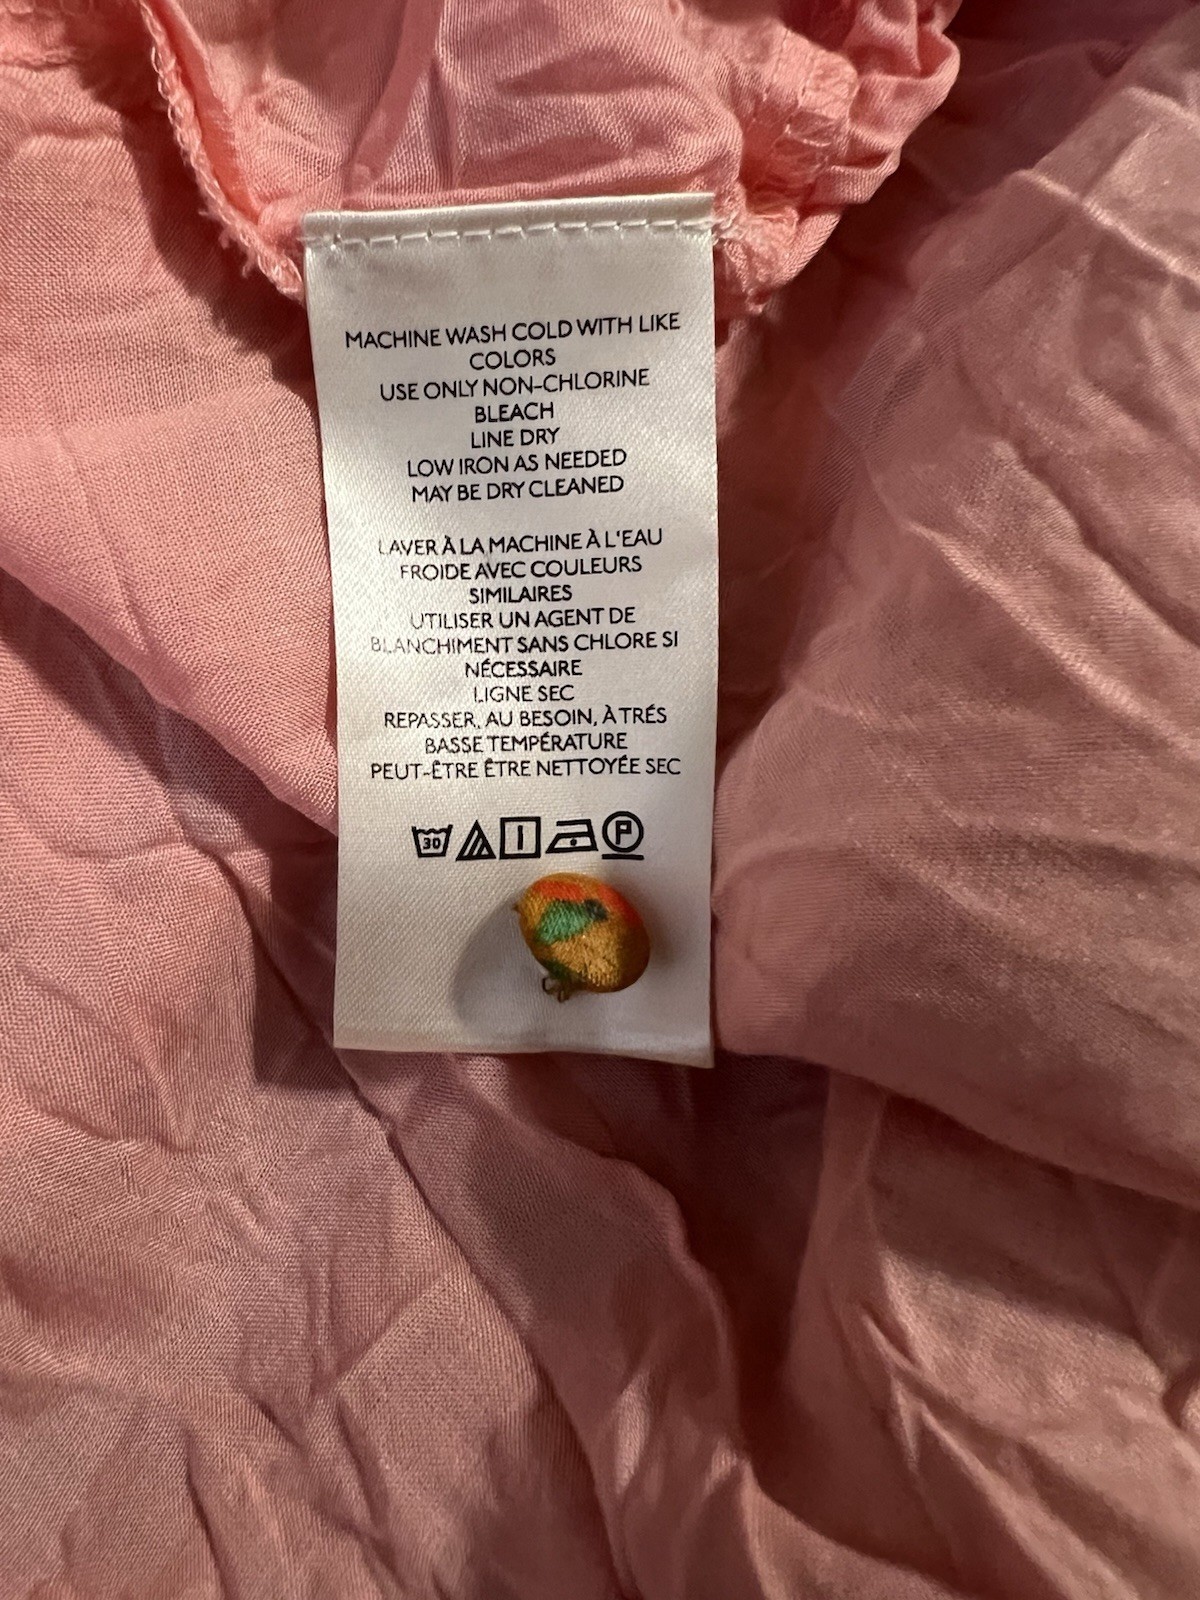 MACHINE WASH COLD WITH LIKE
COLORS
USE ONLY NON-CHLORINE
BLEACH
LINE DRY
LOW IRON AS NEEDED
MAY BE DRY CLEANED
LAVER À LA MACHINE À L'EAU
FROIDE AVEC COULEURS
SIMILAIRES
UTILISER UN AGENT DE
BLANCHIMENT SANS CHLORE SI
NÉCESSAIRE
LIGNE SEC
REPASSER, AU BESOIN, À TRÉS
BASSE TEMPÉRATURE
PEUT-ÊTRE ÊTRE NETTOYÉE SEC
30 P